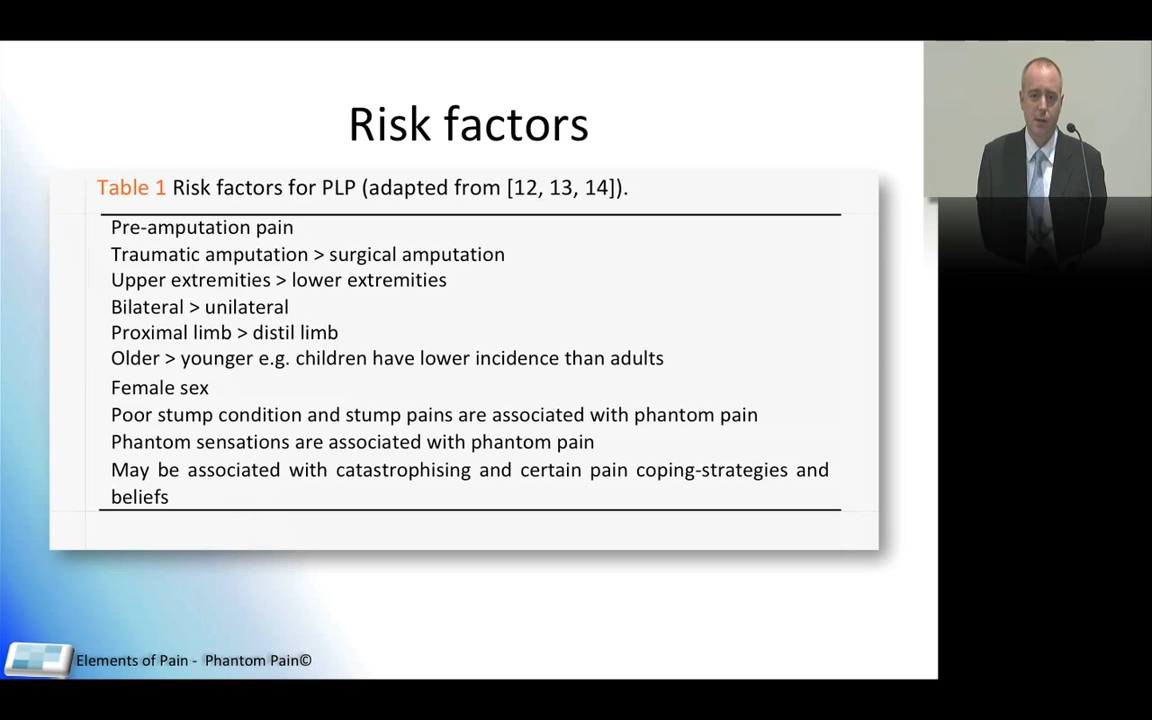 Risk factors
Table 1 Risk factors for PLP (adapted from [12, 13, 14]).
Pre-amputation pain
Traumatic amputation > surgical amputation
Upper extremities > lower extremities
Bilateral > unilateral
Proximal limb > distil limb
Older > younger e.g. children have lower incidence than adults
Female sex
Poor stump condition and stump pains are associated with phantom pain
Phantom sensations are associated with phantom pain
May be associated with catastrophising and certain pain coping-strategies and
beliefs
Elements of Pain - Phantom Pain©